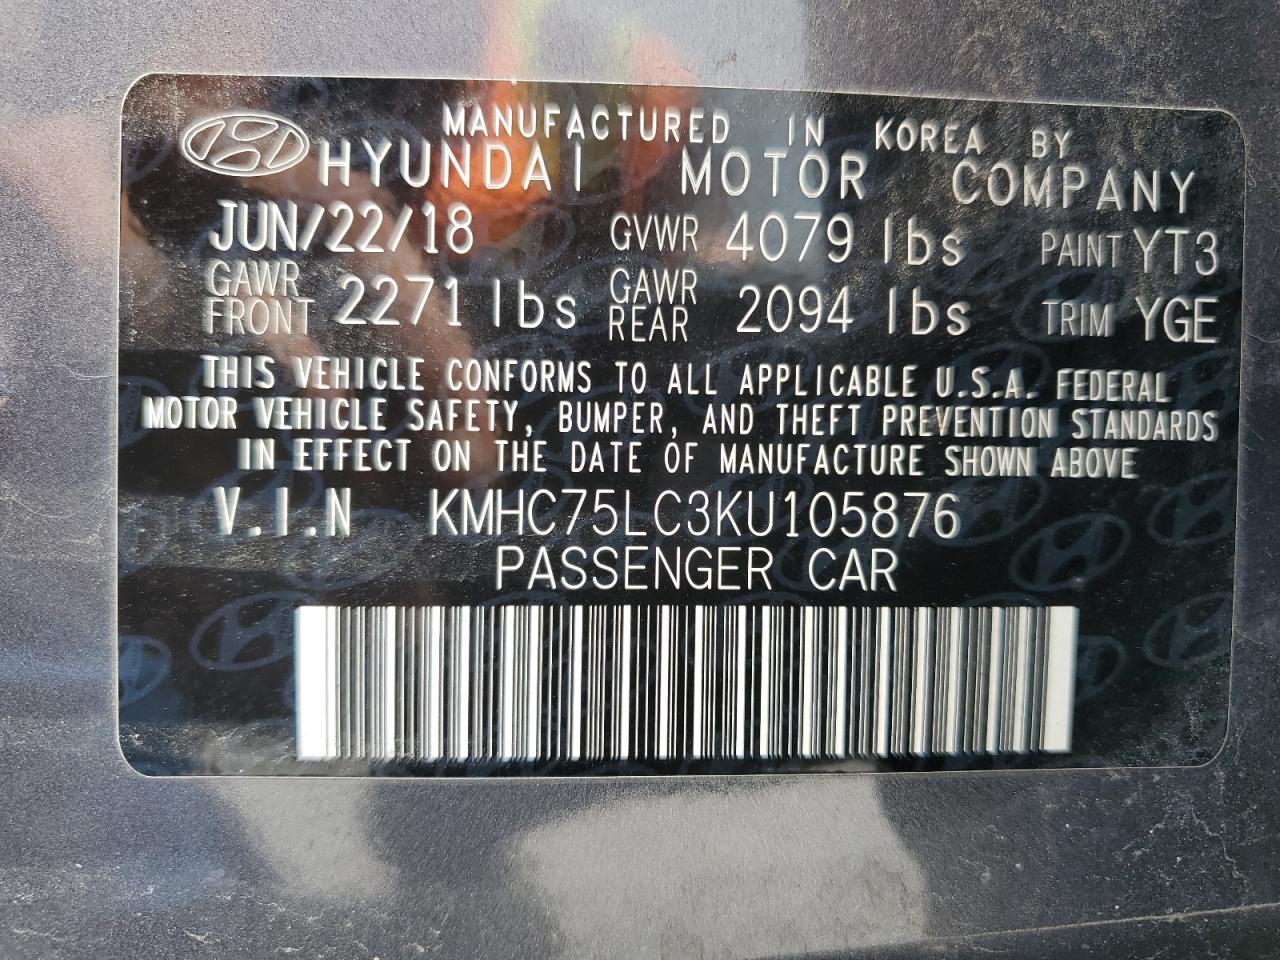 MANUFACTURED IN KOREA BY
HYUNDAI MOTOR COMPANY
JUN/22/18 GVWR 4079 lbs PAINT YT3
GAWR FRONT 2271 lbs GAWR REAR 2094 lbs TRIM YGE
THIS VEHICLE CONFORMS TO ALL APPLICABLE U.S.A. FEDERAL
MOTOR VEHICLE SAFETY, BUMPER, AND THEFT PREVENTION STANDARDS
IN EFFECT ON THE DATE OF MANUFACTURE SHOWN ABOVE
V.I.N KMHC75LC3KU105876
PASSENGER CAR